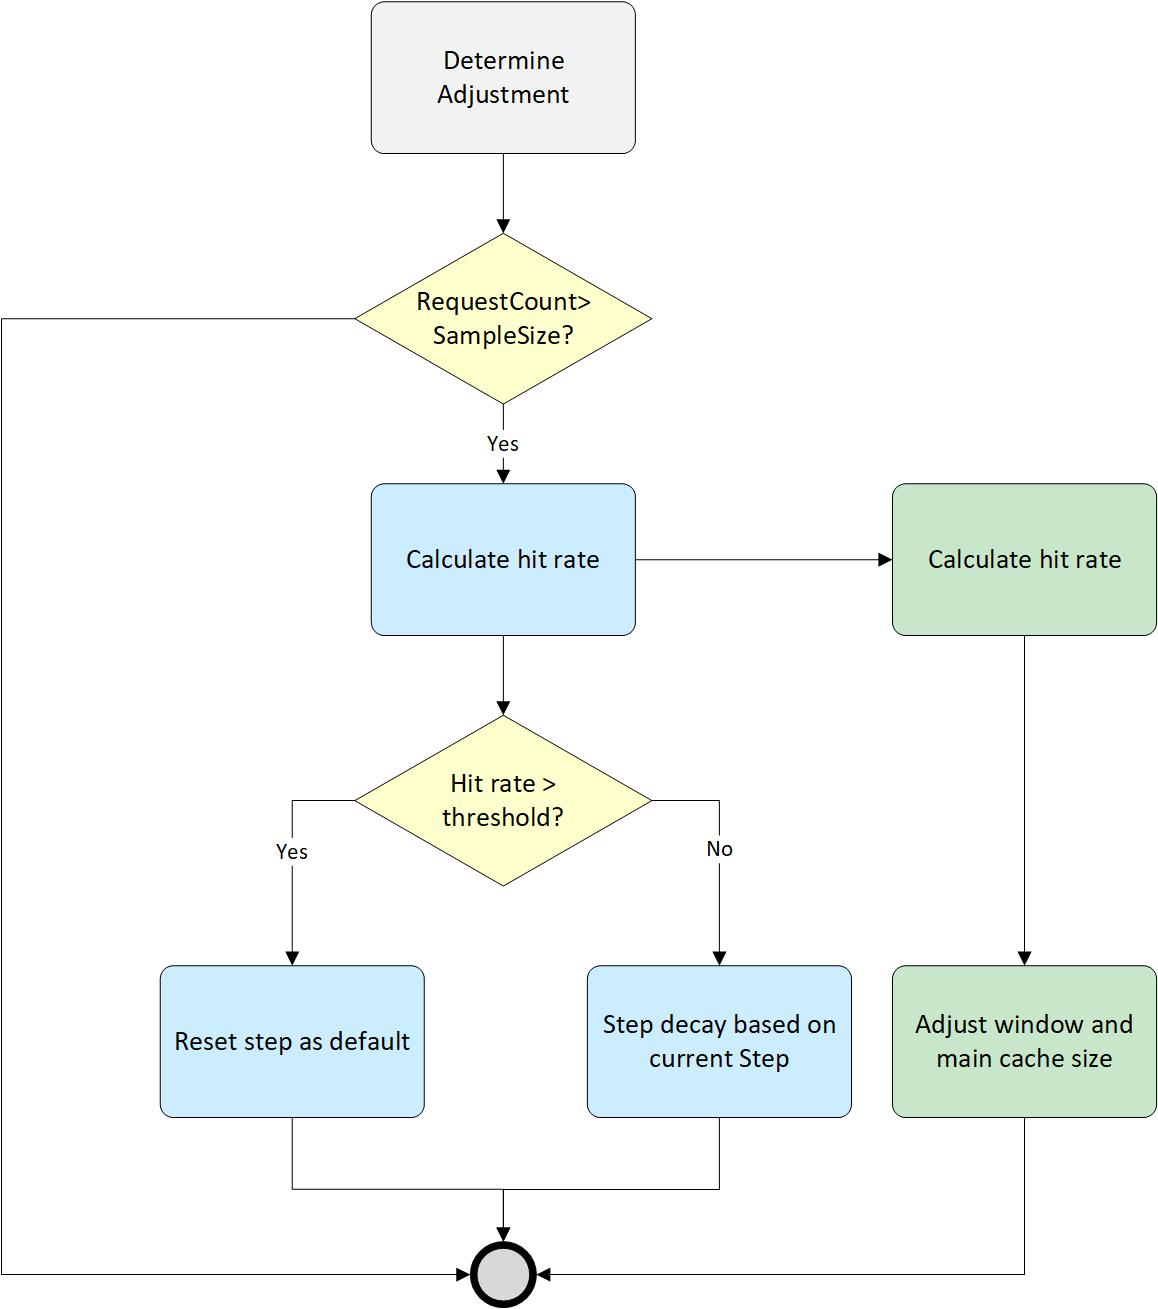 Determine
Adjustment
RequestCount>
SampleSize?
Yes
Calculate hit rate
Calculate hit rate
Hit rate >
threshold?
Yes
No
Reset step as default
Step decay based on
current Step
Adjust window and
main cache size